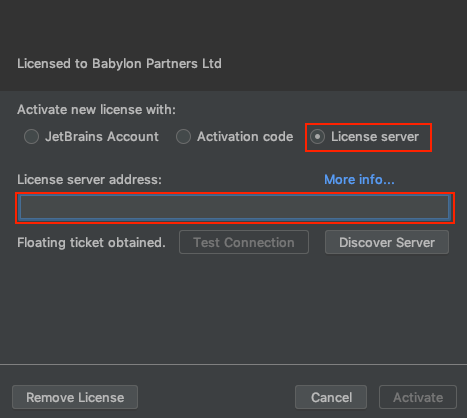 Licensed to Babylon Partners Ltd
Activate new license with:
JetBrains Account Activation code License server
License server address: More info...
Floating ticket obtained. Test Connection Discover Server
Remove License Cancel Activate